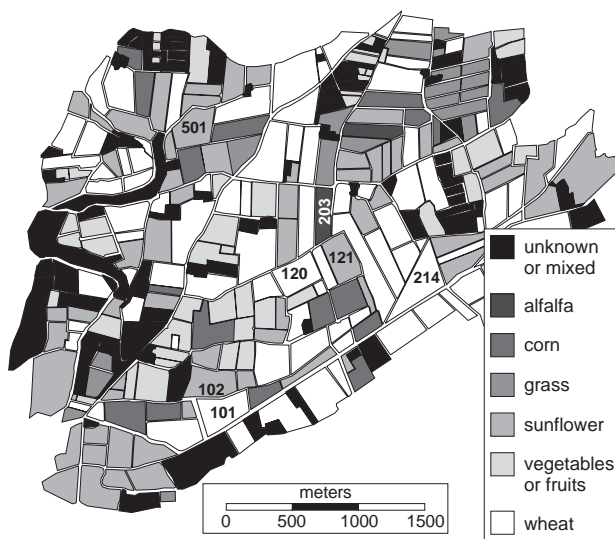 501
203
121
120
214
102
101
unknown
or mixed
alfalfa
corn
grass
sunflower
vegetables
or fruits
wheat
meters
0 500 1000 1500